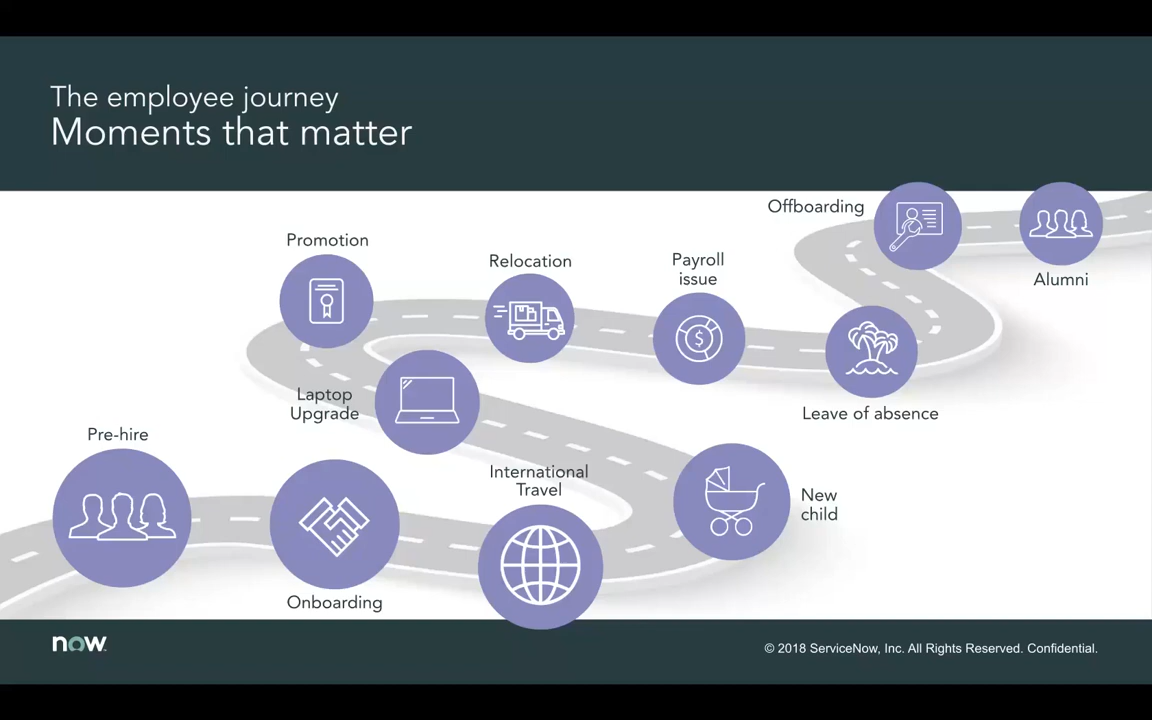 The employee journey
Moments that matter
Pre-hire
Onboarding
International
Travel
New
child
Laptop
Upgrade
Promotion
Relocation
Payroll
issue
$
Leave of absence
Offboarding
Alumni
now
© 2018 ServiceNow, Inc. All Rights Reserved. Confidential.